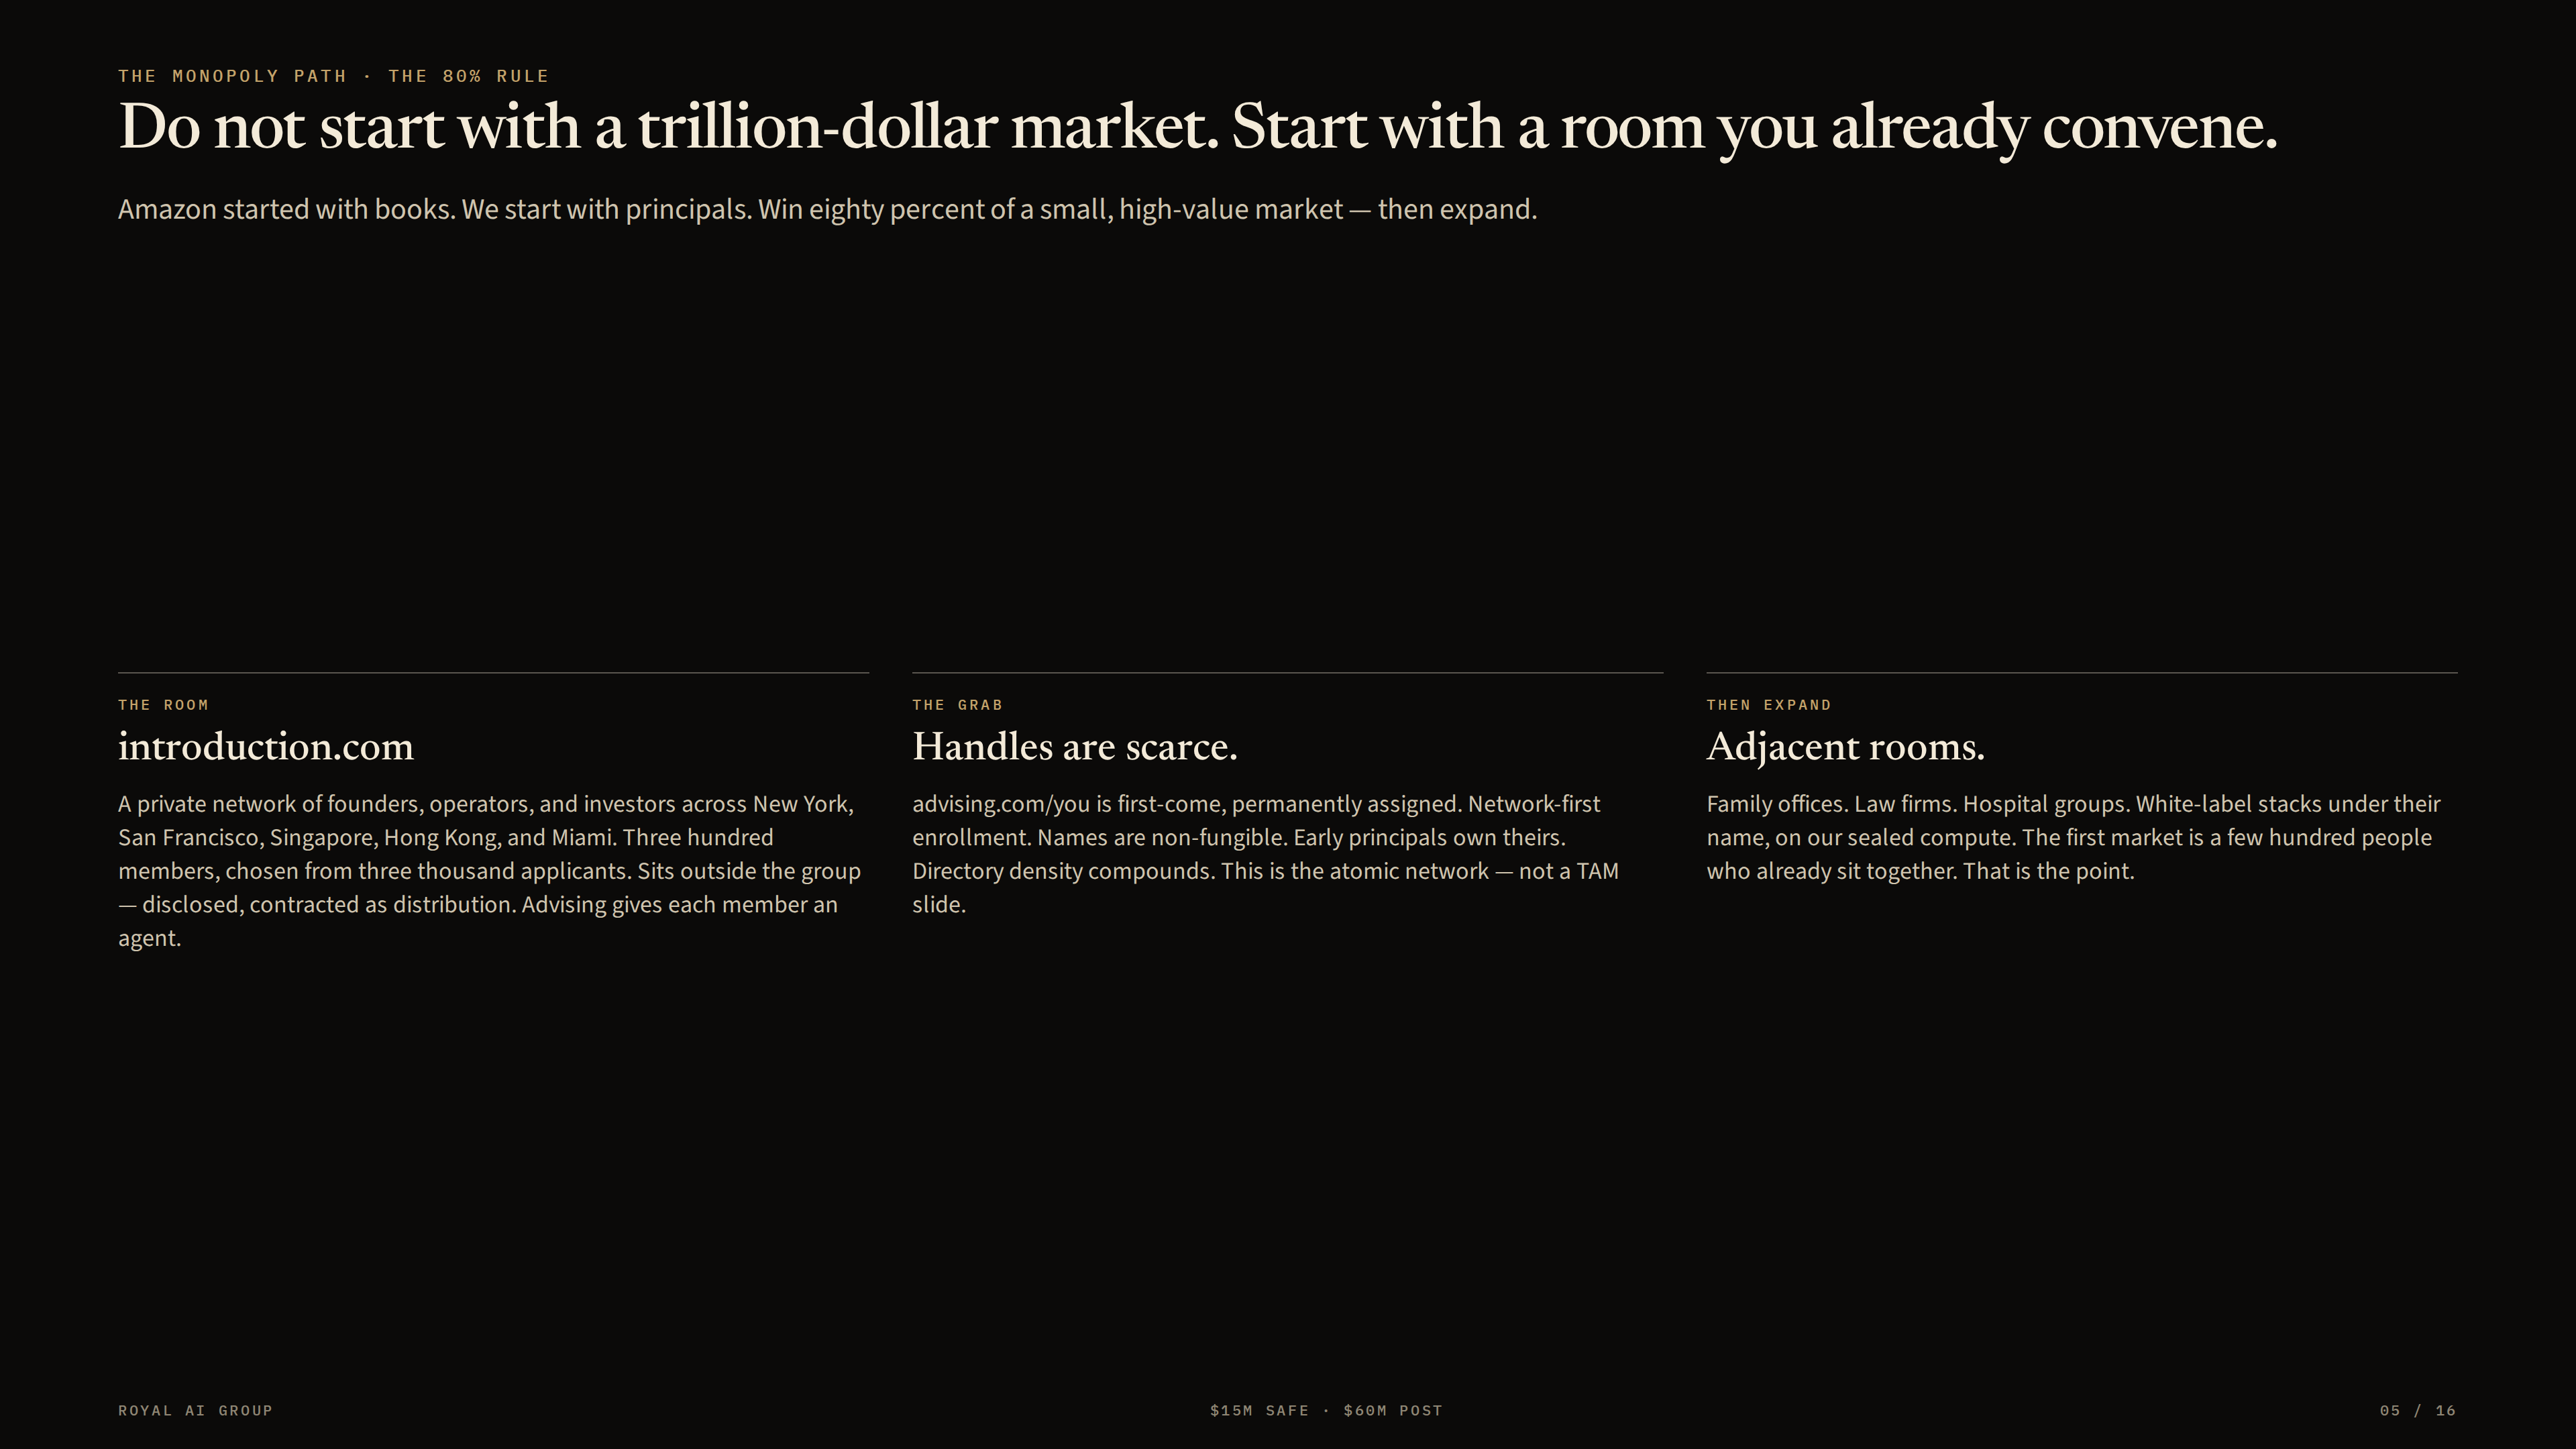 THE MONOPOLY PATH · THE 80% RULE
Do not start with a trillion-dollar market. Start with a room you already convene.
Amazon started with books. We start with principals. Win eighty percent of a small, high-value market — then expand.
THE ROOM
introduction.com
A private network of founders, operators, and investors across New York,
San Francisco, Singapore, Hong Kong, and Miami. Three hundred
members, chosen from three thousand applicants. Sits outside the group
— disclosed, contracted as distribution. Advising gives each member an
agent.
THE GRAB
Handles are scarce.
advising.com/you is first-come, permanently assigned. Network-first
enrollment. Names are non-fungible. Early principals own theirs.
Directory density compounds. This is the atomic network — not a TAM
slide.
THEN EXPAND
Adjacent rooms.
Family offices. Law firms. Hospital groups. White-label stacks under their
name, on our sealed compute. The first market is a few hundred people
who already sit together. That is the point.
ROYAL AI GROUP
$15M SAFE · $60M POST
05 / 16